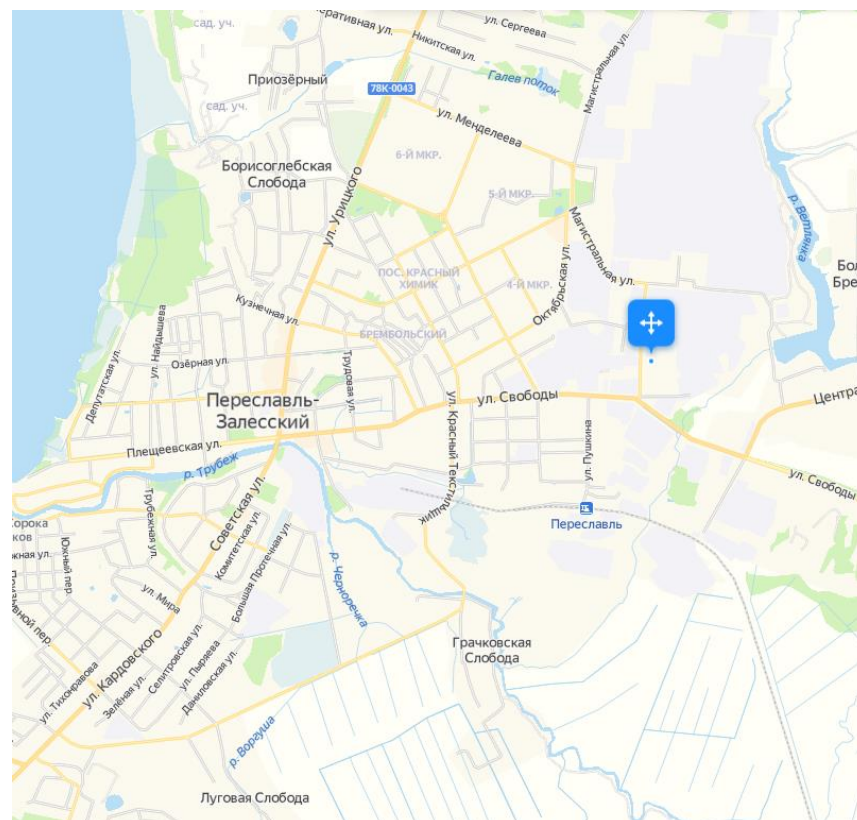 сад. уч.
ул. Сергеева
Никитская ул.
Магистральная ул.
Приозёрный
78К-0043
Галев поток
сад. уч.
ул. Менделеева
6-Й МКР.
Борисоглебская
Слобода
5-Й МКР.
ул. Урицкого
р. Ветлянка
Магистральная ул.
ПОС. КРАСНЫЙ
ХИМИК
4-Й МКР.
Октябрьская ул.
Кузнечная ул.
БРЕМБОЛЬСКИЙ
ул. Найдышева
Озёрная ул.
Трудовая ул.
Депутатская ул.
Переславль-
Залесский
ул. Свободы
ул. Красный Текстильщик
ул. Пушкина
Плещеевская ул.
р. Трубеж
ул. Свободы
Трубежная ул.
Советская ул.
Переславль
Комитетская ул.
Большая Протечная ул.
Южный пер.
р. Черноречка
ул. Мира
Грачковская
Слобода
ул. Кардовского
Селитровская ул.
ул. Пыряева
Даниловская ул.
Зелёная ул.
ул. Тихонравова
р. Воргуша
Луговая Слобода